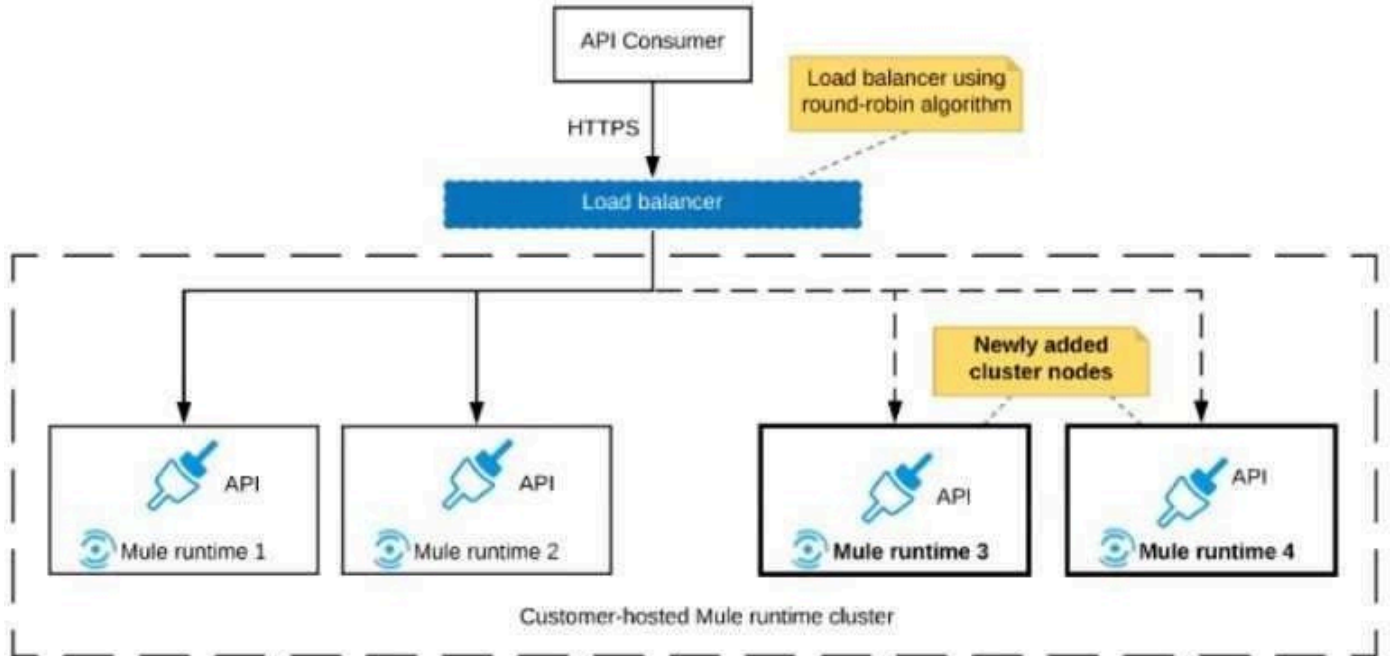 API Consumer
Load balancer using
round-robin algorithm
HTTPS
Load balancer
Newly added
cluster nodes
API
Mule runtime 1
API
Mule runtime 2
API
Mule runtime 3
API
Mule runtime 4
Customer-hosted Mule runtime cluster